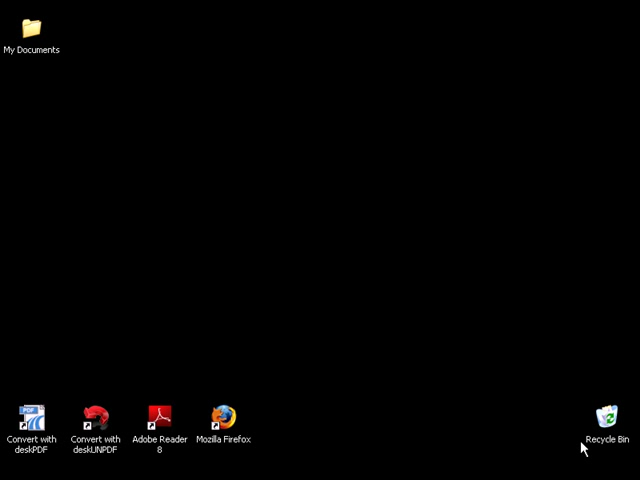 My Documents
PDF
Convert with
deskPDF
Convert with
deskUNPDF
Adobe Reader
8
Mozilla Firefox
Recycle Bin